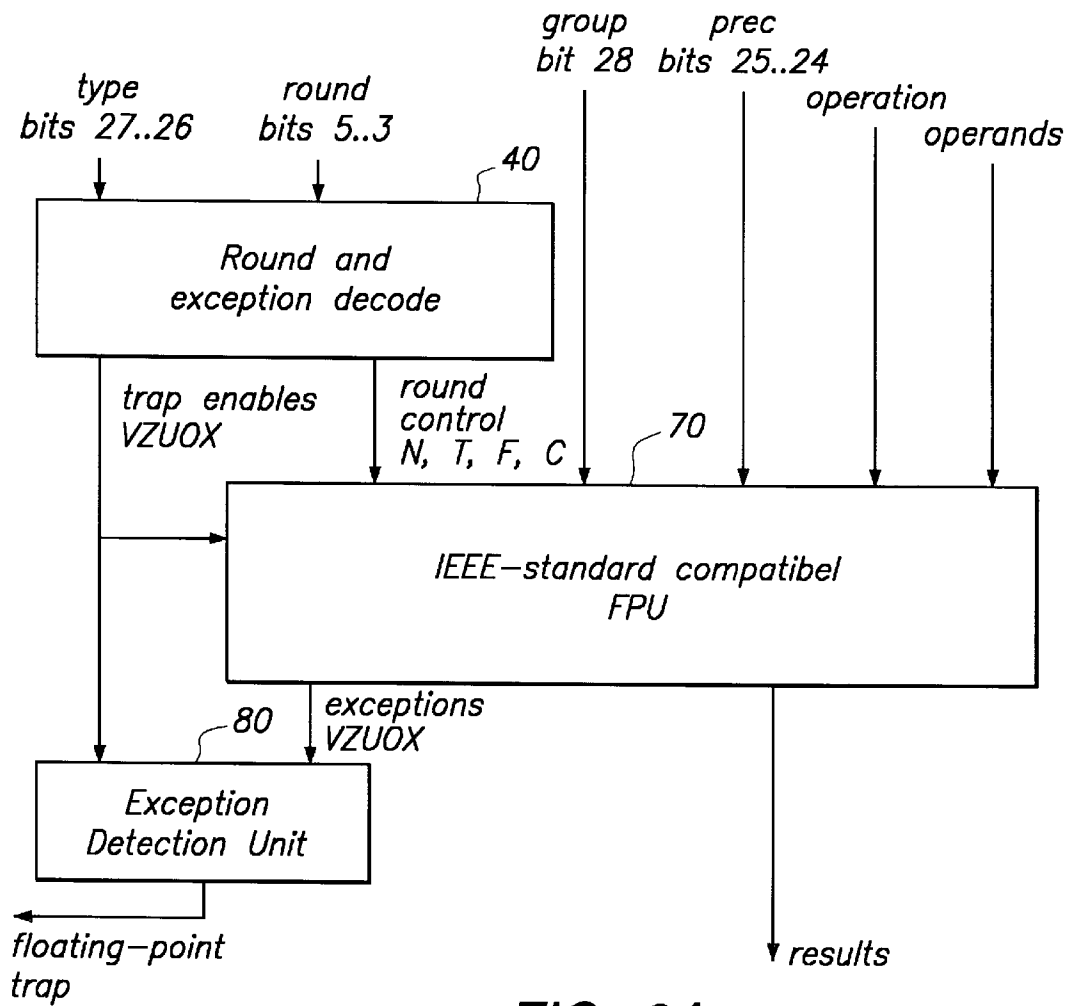 group
bit 28
prec
bits 25..24
type
bits 27..26
round
bits 5..3
operation
operands
40
Round and
exception decode
trap enables
VZUOX
round
control
N, T, F, C
70
IEEE-standard compatibel
FPU
exceptions
VZUOX
80
Exception
Detection Unit
floating-point
trap
results